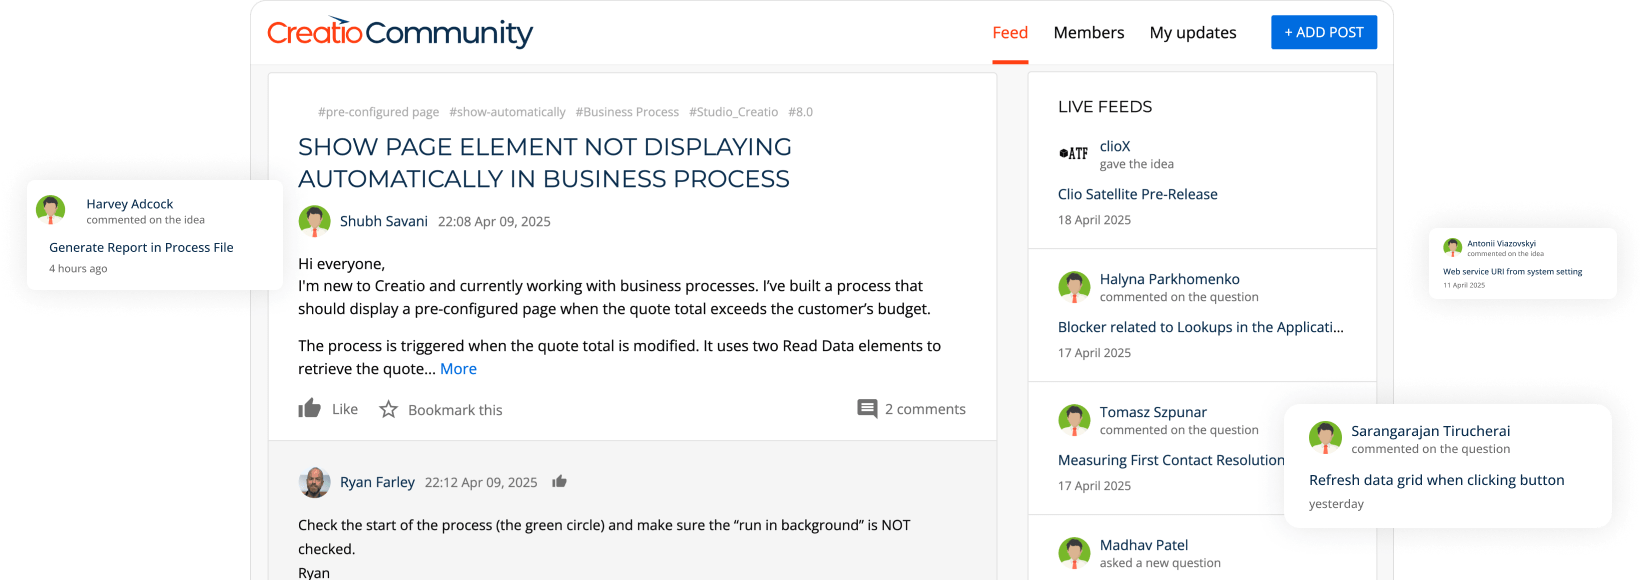 Creatio Community
Feed
Members
My updates
+ ADD POST
#pre-configured page #show-automatically #Business Process #Studio_Creatio #8.0
SHOW PAGE ELEMENT NOT DISPLAYING
AUTOMATICALLY IN BUSINESS PROCESS
Shubh Savani 22:08 Apr 09, 2025
Hi everyone,
I'm new to Creatio and currently working with business processes. I’ve built a process that
should display a pre-configured page when the quote total exceeds the customer’s budget.
The process is triggered when the quote total is modified. It uses two Read Data elements to
retrieve the quote... More
Like
Bookmark this
2 comments
Ryan Farley 22:12 Apr 09, 2025
Check the start of the process (the green circle) and make sure the “run in background” is NOT
checked.
Ryan
Harvey Adcock
commented on the idea
Generate Report in Process File
4 hours ago
LIVE FEEDS
ATF
clioX
gave the idea
Clio Satellite Pre-Release
18 April 2025
Halyna Parkhomenko
commented on the question
Blocker related to Lookups in the Applicati...
17 April 2025
Tomasz Szpunar
commented on the question
Measuring First Contact Resolution
17 April 2025
Madhav Patel
asked a new question
Antonii Viazovskyi
commented on the idea
Web service URI from system setting
11 April 2025
Sarangarajan Tirucherai
commented on the question
Refresh data grid when clicking button
yesterday